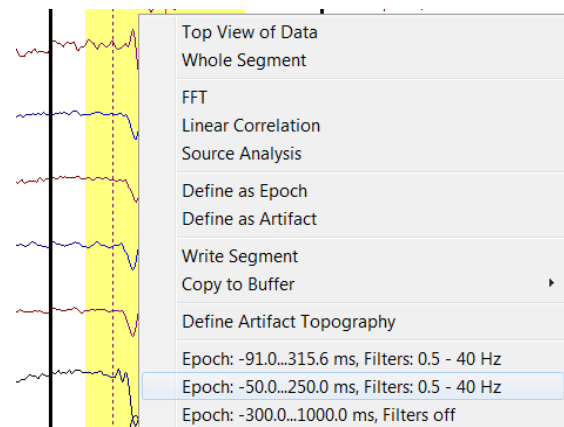 Top View of Data
Whole Segment
FFT
Linear Correlation
Source Analysis
Define as Epoch
Define as Artifact
Write Segment
Copy to Buffer
Define Artifact Topography
Epoch: -91.0...315.6 ms, Filters: 0.5 - 40 Hz
Epoch: -50.0...250.0 ms, Filters: 0.5 - 40 Hz
Epoch: -300.0...1000.0 ms, Filters off